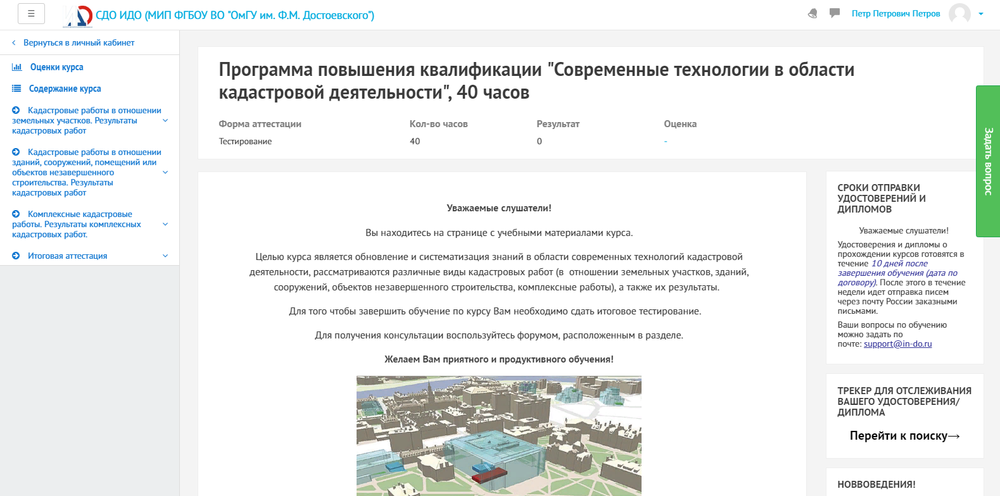 СДО ИДО (МИП ФГБОУ ВО "ОмГУ им. Ф.М. Достоевского")
Петр Петрович Петров
Вернуться в личный кабинет
Оценки курса
Содержание курса
Кадастровые работы в отношении
земельных участков. Результаты
кадастровых работ
Кадастровые работы в отношении
зданий, сооружений, помещений или
объектов незавершенного
строительства. Результаты
кадастровых работ
Комплексные кадастровые
работы. Результаты комплексных
кадастровых работ.
Итоговая аттестация
Программа повышения квалификации "Современные технологии в области
кадастровой деятельности", 40 часов
Форма аттестации Кол-во часов Результат Оценка
Тестирование 40 0 -
Уважаемые слушатели!
Вы находитесь на странице с учебными материалами курса.
Целью курса является обновление и систематизация знаний в области современных технологий кадастровой
деятельности, рассматриваются различные виды кадастровых работ (в отношении земельных участков, зданий,
сооружений, объектов незавершенного строительства, комплексные работы), а также их результаты.
Для того чтобы завершить обучение по курсу Вам необходимо сдать итоговое тестирование.
Для получения консультации воспользуйтесь форумом, расположенным в разделе.
Желаем Вам приятного и продуктивного обучения!
Задать вопрос
СРОКИ ОТПРАВКИ
УДОСТОВЕРЕНИЙ И
ДИПЛОМОВ
Уважаемые слушатели!
Удостоверения и дипломы о
прохождении курсов готовятся в
течение 10 дней после
завершения обучения (дата по
договору). После этого в течение
недели идет отправка писем
через почту России заказными
письмами.
Ваши вопросы по обучению
можно задать по
почте: support@in-do.ru
ТРЕКЕР ДЛЯ ОТСЛЕЖИВАНИЯ
ВАШЕГО УДОСТОВЕРЕНИЯ/
ДИПЛОМА
Перейти к поиску→
НОВВОВЕДЕНИЯ!